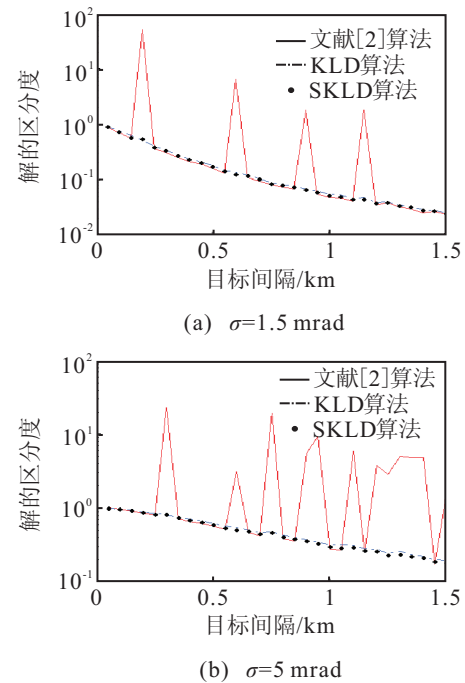 10²
文献[2]算法
KLD算法
SKLD算法
10¹
10⁰
10⁻¹
10⁻²
解的区分度
0 0.5 1 1.5
目标间隔/km
(a) σ=1.5 mrad
10²
文献[2]算法
KLD算法
SKLD算法
10¹
10⁰
10⁻¹
解的区分度
0 0.5 1 1.5
目标间隔/km
(b) σ=5 mrad